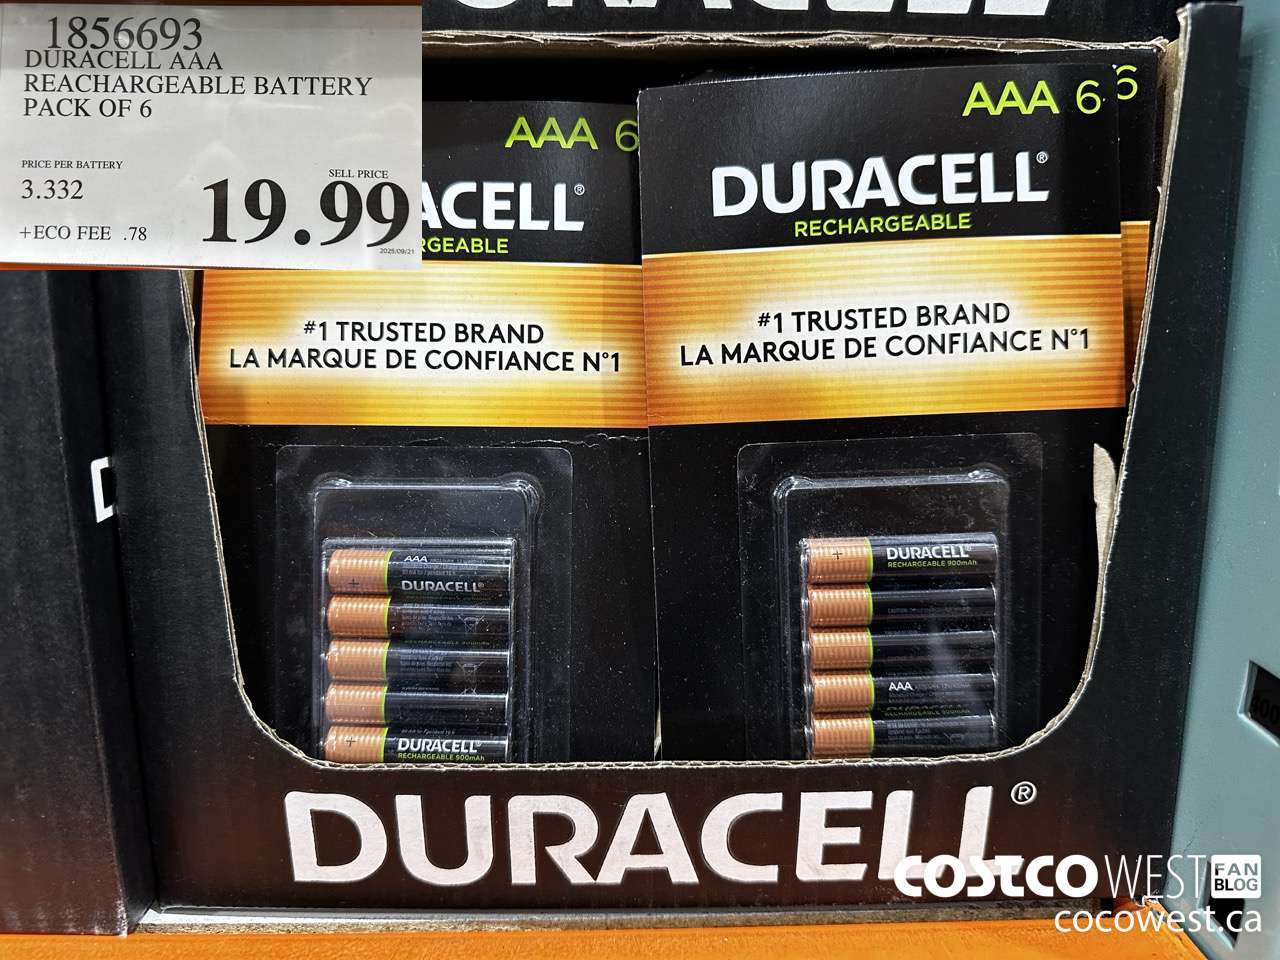 1856693
DURACELL AAA
REACHARGEABLE BATTERY
PACK OF 6
PRICE PER BATTERY
3.332
SELL PRICE
19.99
+ECO FEE .78
2025/09/21
AAA 6
ACELL®
RGEABLE
#1 TRUSTED BRAND
LA MARQUE DE CONFIANCE N°1
AAA 6
6
DURACELL®
RECHARGEABLE
#1 TRUSTED BRAND
LA MARQUE DE CONFIANCE N°1
AAA
DURACELL®
DURACELL®
RECHARGEABLE 900mAh
DURACELL®
RECHARGEABLE 900mAh
AAA
RECHARGEABLE 900mAh
D
DURACELL®
COSTCO WEST FAN BLOG
cocowest.ca